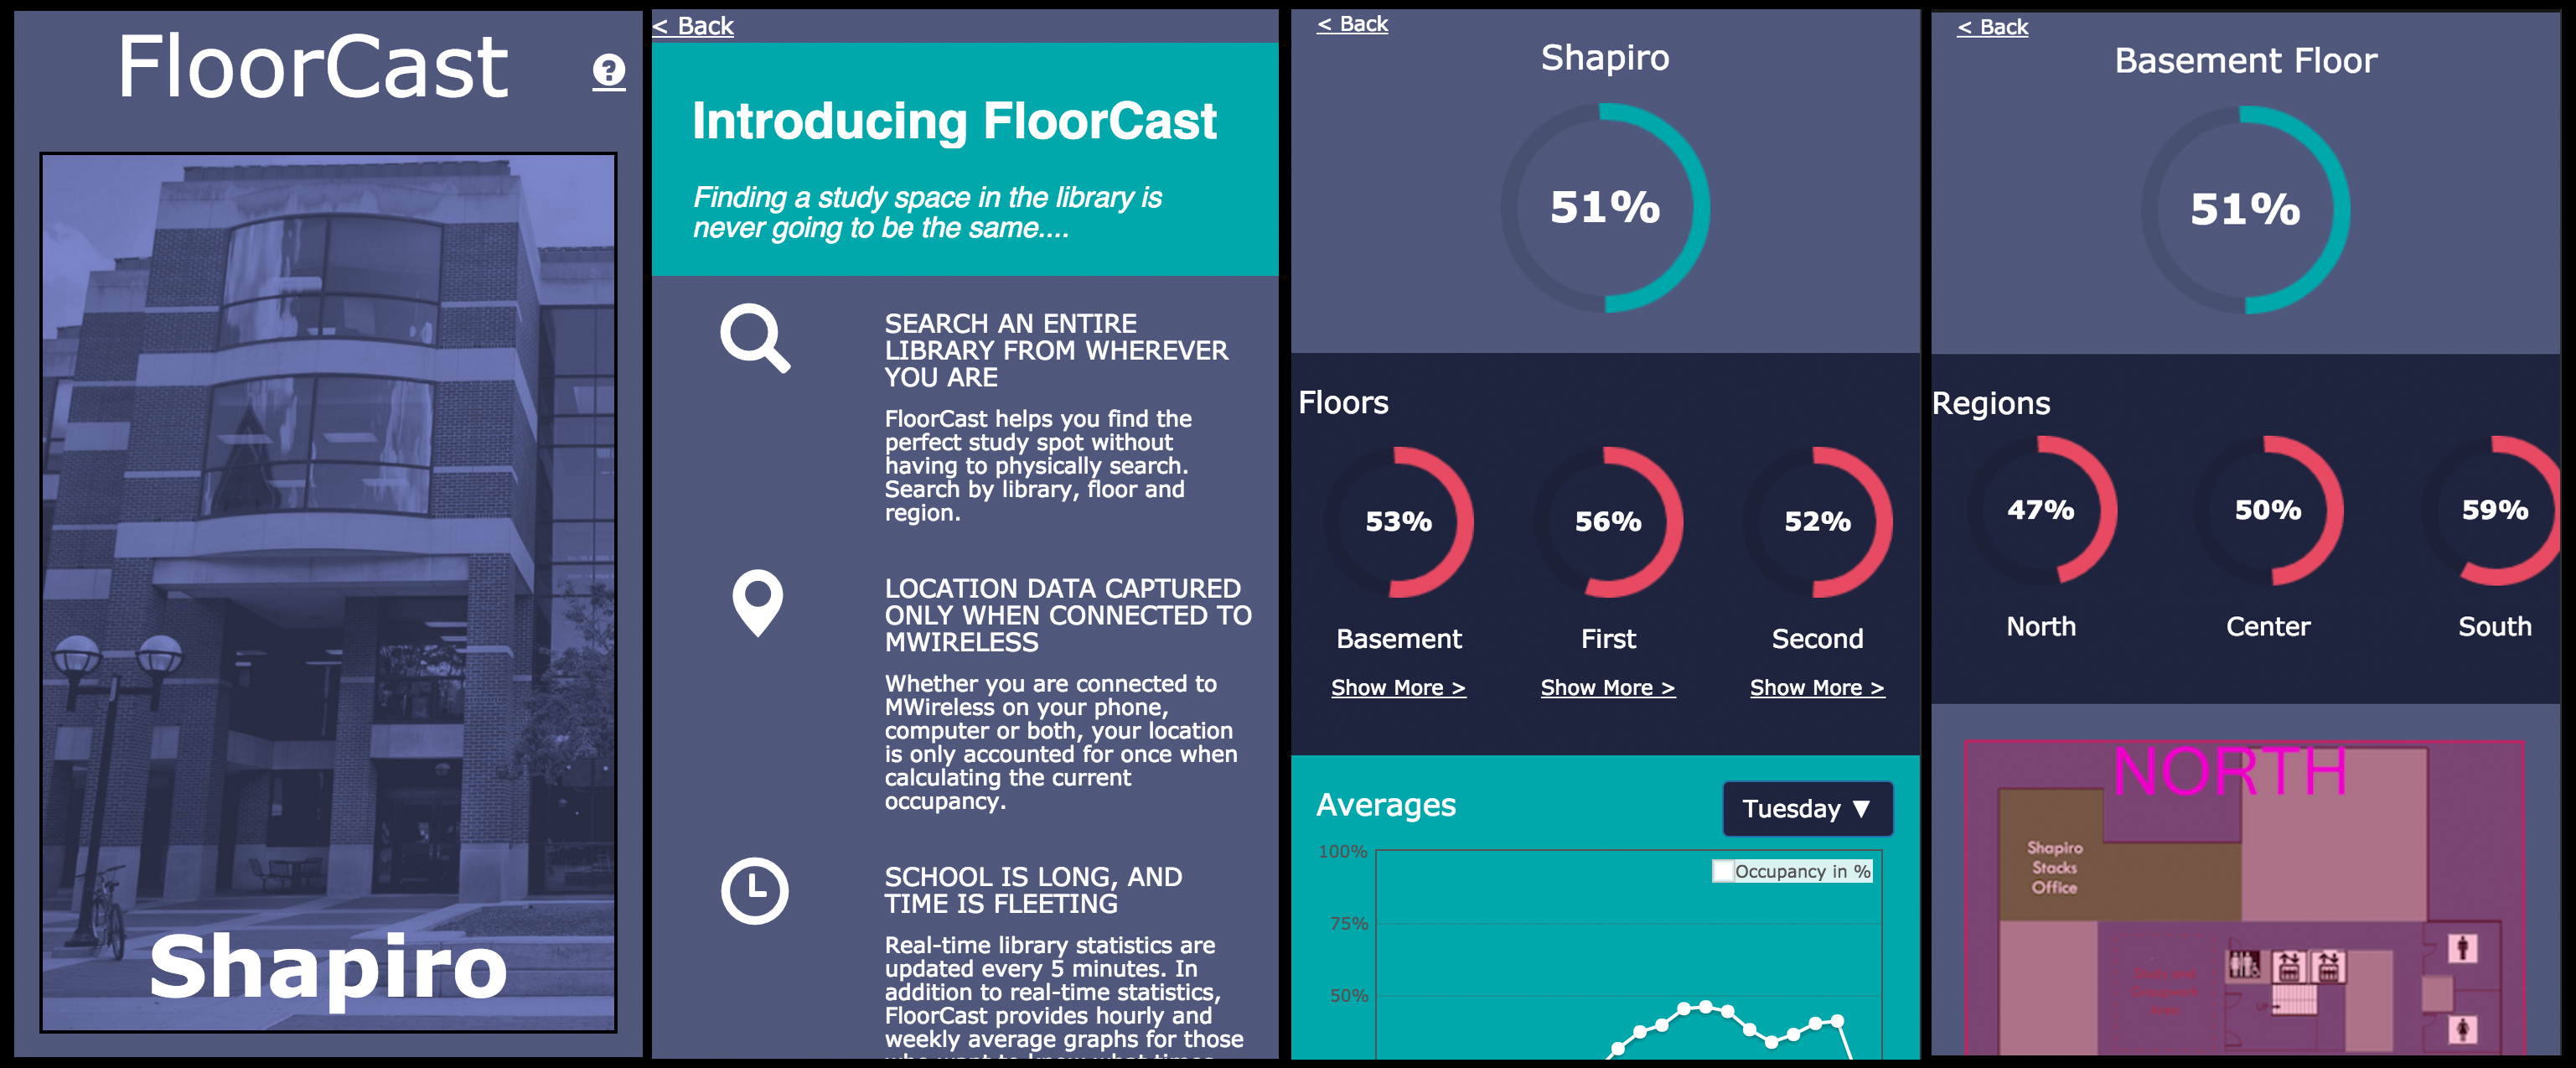 FloorCast
?
Shapiro
< Back
Introducing FloorCast
Finding a study space in the library is
never going to be the same....
SEARCH AN ENTIRE
LIBRARY FROM WHEREVER
YOU ARE
FloorCast helps you find the
perfect study spot without
having to physically search.
Search by library, floor and
region.
LOCATION DATA CAPTURED
ONLY WHEN CONNECTED TO
MWIRELESS
Whether you are connected to
MWireless on your phone,
computer or both, your location
is only accounted for once when
calculating the current
occupancy.
SCHOOL IS LONG, AND
TIME IS FLEETING
Real-time library statistics are
updated every 5 minutes. In
addition to real-time statistics,
FloorCast provides hourly and
weekly average graphs for those
who want to know what times
< Back
Shapiro
51%
Floors
53%
56%
52%
Basement
First
Second
Show More >
Show More >
Show More >
Averages
Tuesday ▼
100%
Occupancy in %
75%
50%
< Back
Basement Floor
51%
Regions
47%
50%
59%
North
Center
South
NORTH
Shapiro
Stacks
Office
UP